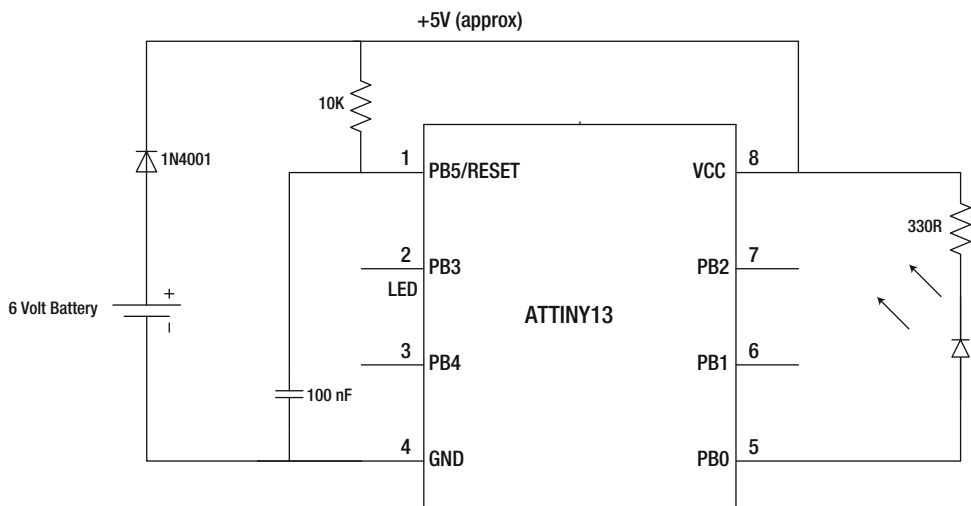 +5V (approx)
10K
1N4001
1
PB5/RESET
VCC
8
330R
2
PB3
LED
PB2
7
6 Volt Battery
+
–
ATTINY13
3
PB4
PB1
6
100 nF
4
GND
PB0
5